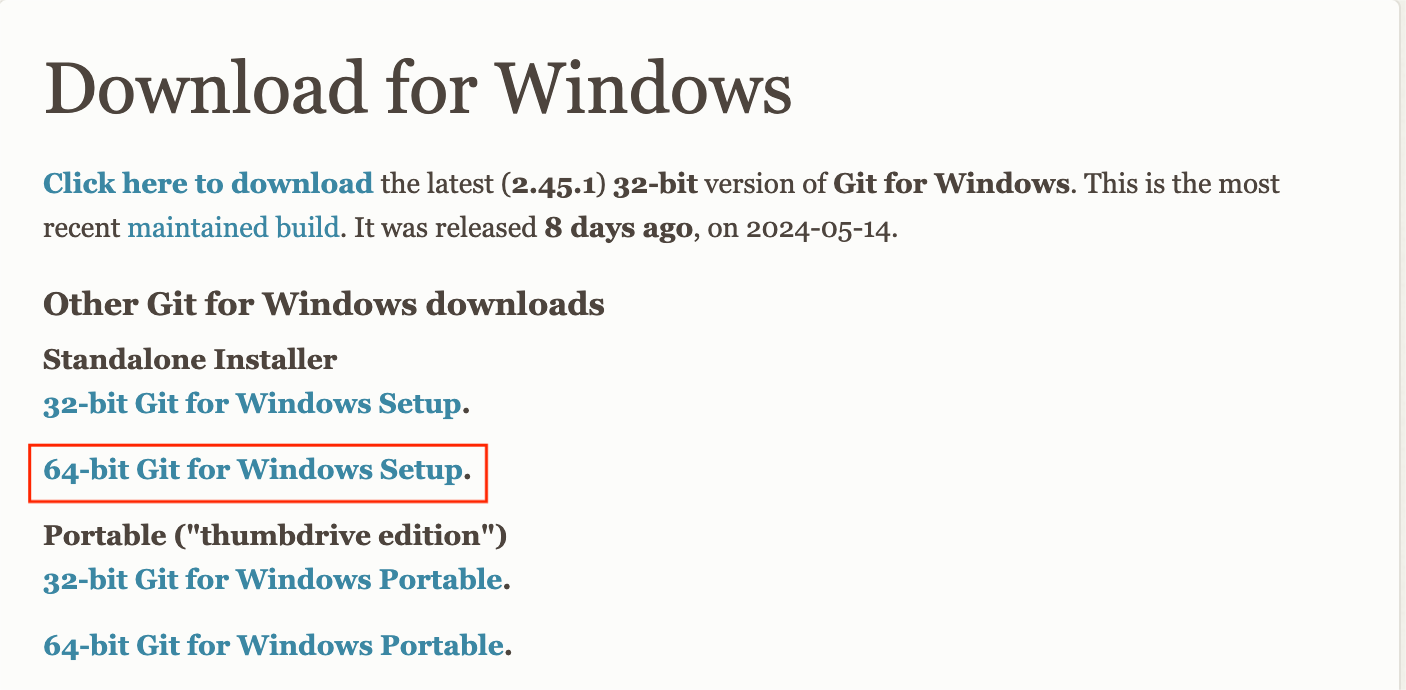 Download for Windows
Click here to download the latest (2.45.1) 32-bit version of Git for Windows. This is the most
recent maintained build. It was released 8 days ago, on 2024-05-14.
Other Git for Windows downloads
Standalone Installer
32-bit Git for Windows Setup.
64-bit Git for Windows Setup.
Portable ("thumbdrive edition")
32-bit Git for Windows Portable.
64-bit Git for Windows Portable.